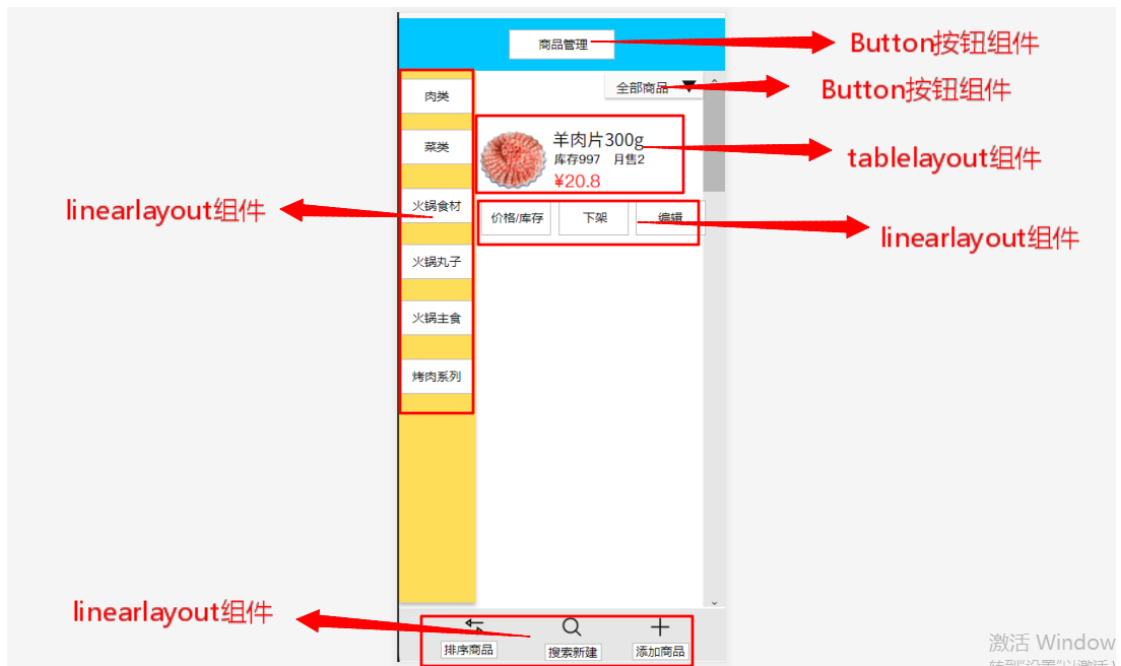 商品管理
Button按钮组件
全部商品
Button按钮组件
肉类
菜类
火锅食材
火锅丸子
火锅主食
烤肉系列
linearlayout组件
羊肉片300g
库存997 月售2
¥20.8
tablelayout组件
价格/库存 下架 编辑
linearlayout组件
linearlayout组件
排序商品 搜索新建 添加商品
激活 Window